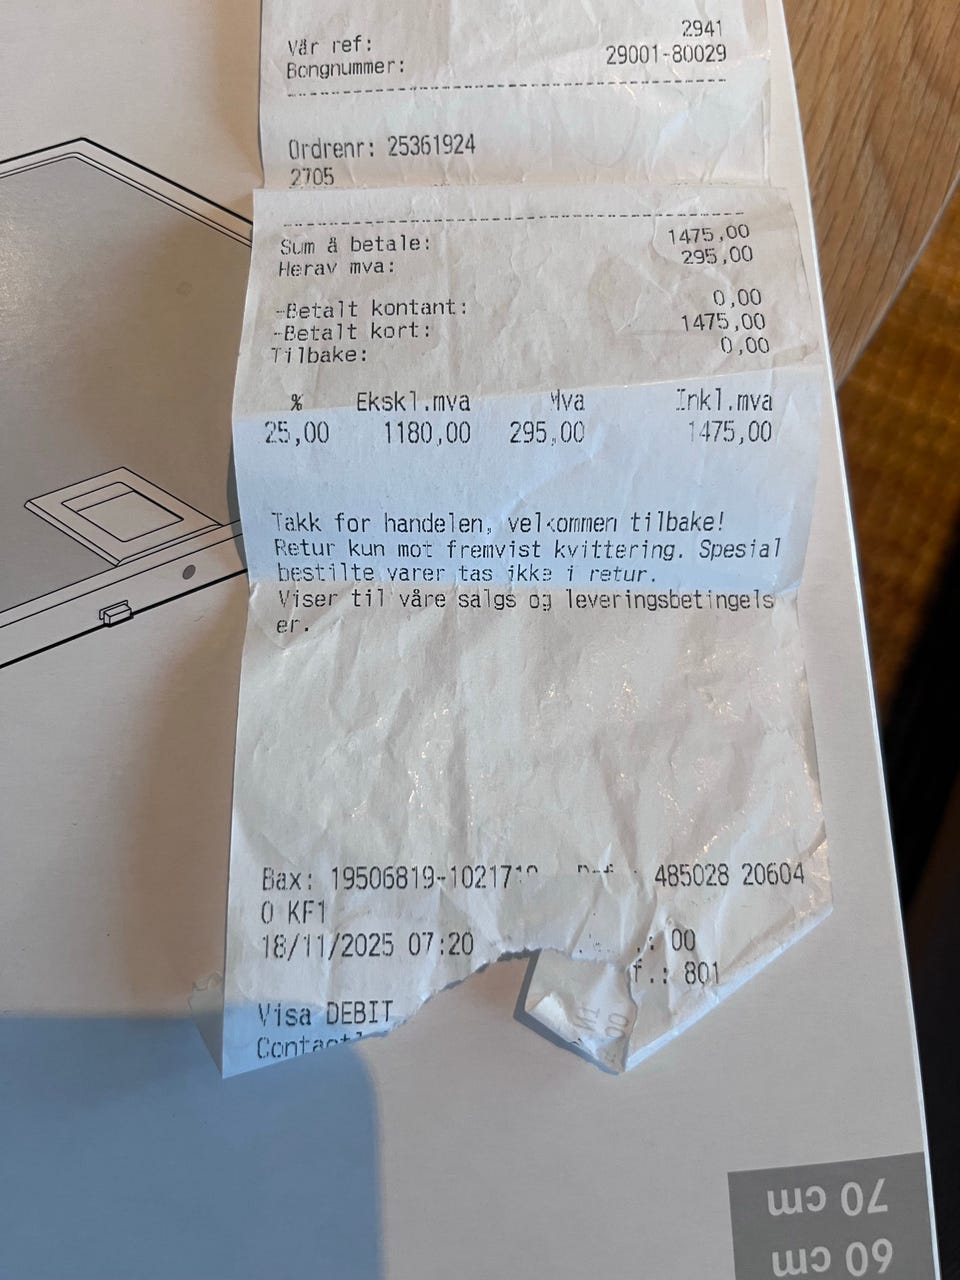 2941
Vår ref:
Bongnummer: 29001-80029
Ordrenr: 25361924
2705
Sum å betale: 1475,00
Herav mva: 295,00
-Betalt kontant: 0,00
-Betalt kort: 1475,00
Tilbake: 0,00
% Ekskl.mva Mva Inkl.mva
25,00 1180,00 295,00 1475,00
Takk for handelen, velkommen tilbake!
Retur kun mot fremvist kvittering. Spesial
bestilte varer tas ikke i retur.
Viser til våre salgs og leveringsbetingels
er.
Bax: 19506819- 485028 20604
0 KF1
18/11/2025 07:20 00
801
Visa DEBIT
70 cm
60 cm